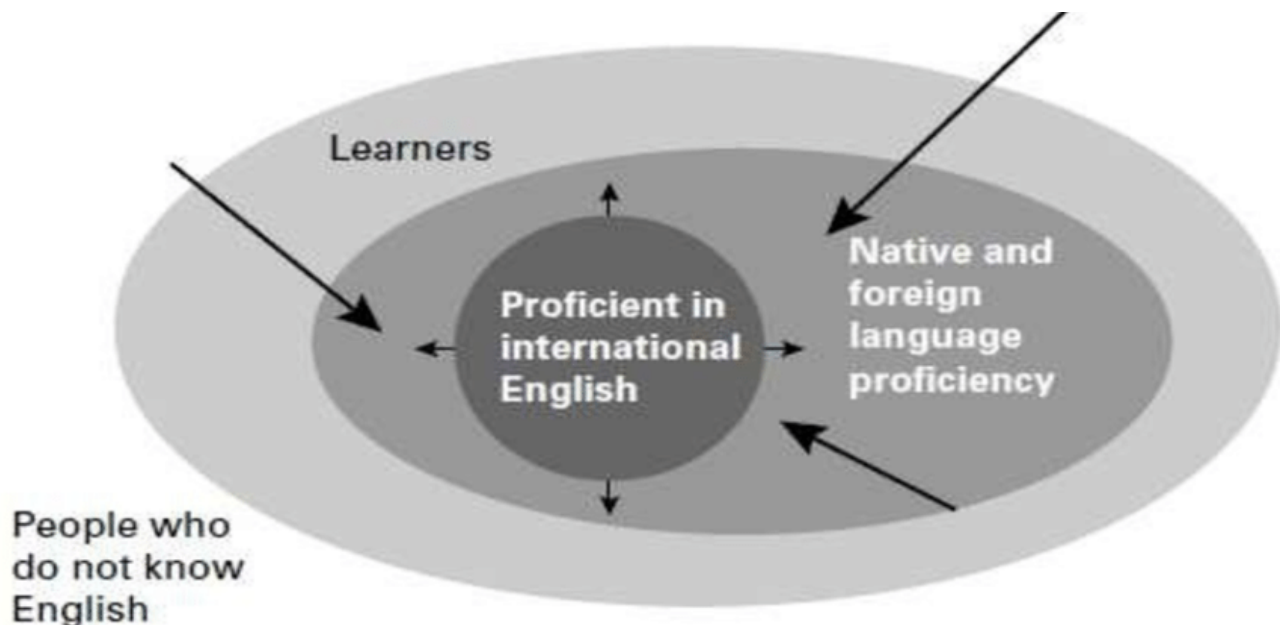 Learners
Proficient in
international
English
Native and
foreign
language
proficiency
People who
do not know
English